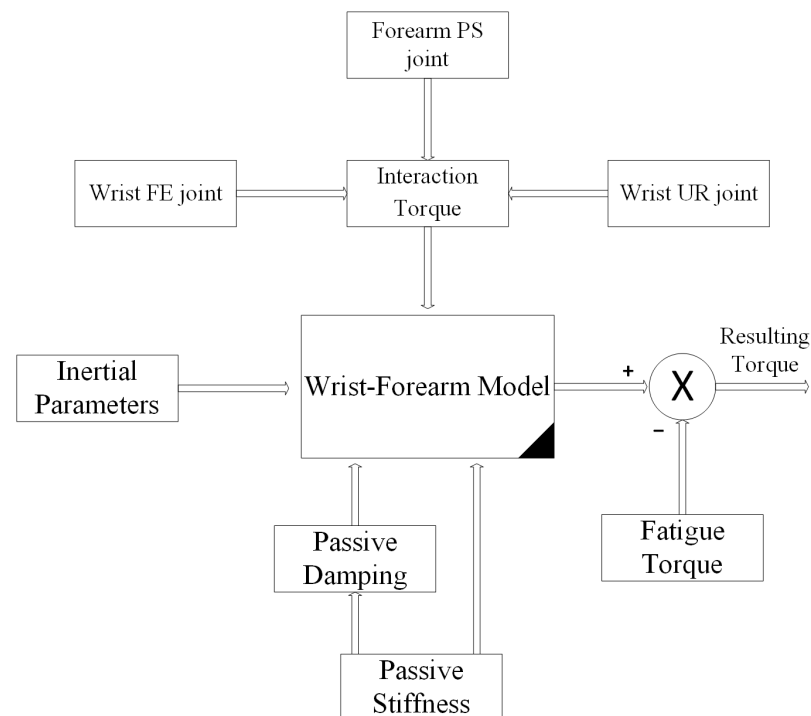 Forearm PS
joint
Wrist FE joint
Interaction
Torque
Wrist UR joint
Inertial
Parameters
Wrist-Forearm Model
+
X
−
Resulting
Torque
Passive
Damping
Fatigue
Torque
Passive
Stiffness